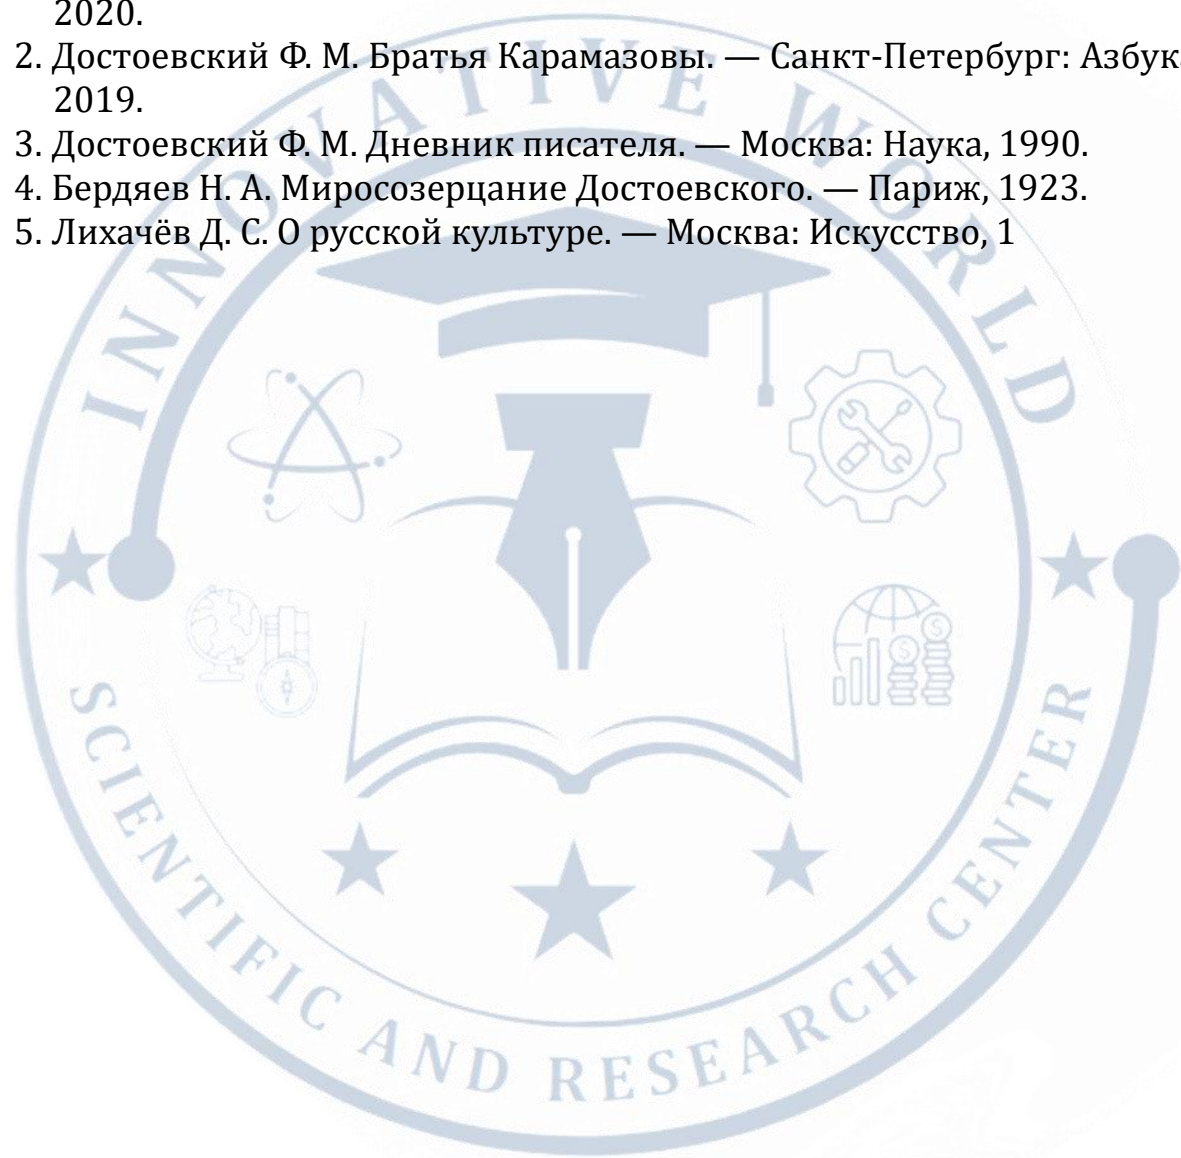 2020.
2. Достоевский Ф. М. Братья Карамазовы. — Санкт-Петербург: Азбук
2019.
3. Достоевский Ф. М. Дневник писателя. — Москва: Наука, 1990.
4. Бердяев Н. А. Миросозерцание Достоевского. — Париж, 1923.
5. Лихачёв Д. С. О русской культуре. — Москва: Искусство, 1
INNOVATIVE WORLD
SCIENTIFIC AND RESEARCH CENTER